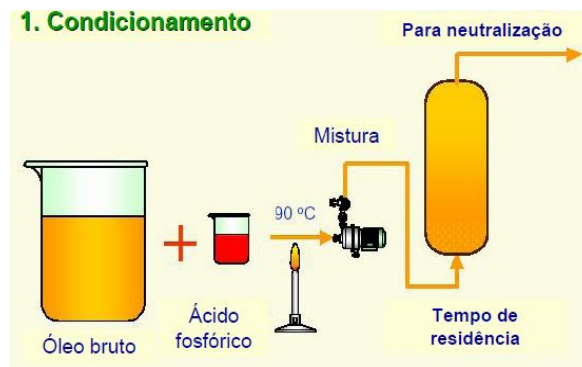 1. Condicionamento
Para neutralização
Mistura
90 ºC
Óleo bruto
Ácido
fosfórico
Tempo de
residência